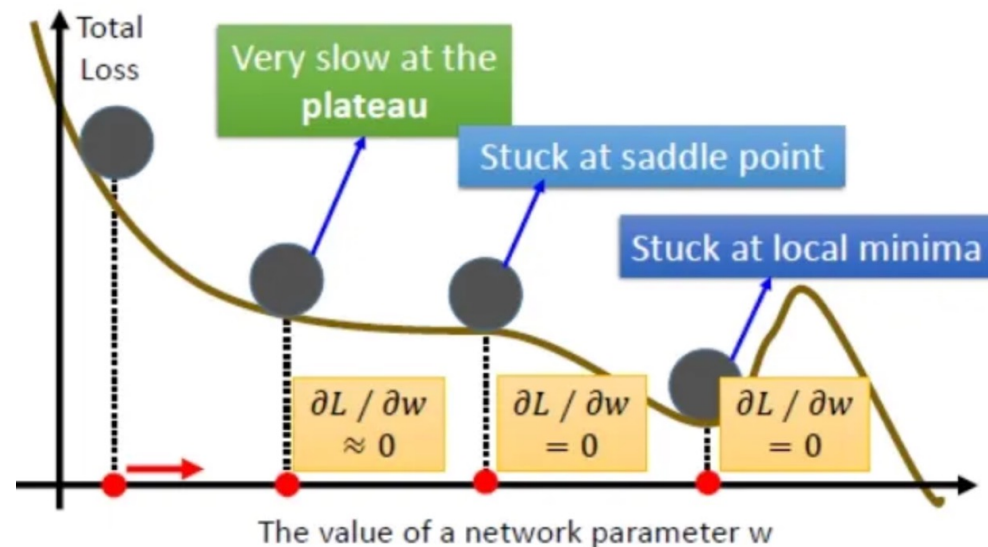 Total
Loss
Very slow at the
plateau
Stuck at saddle point
Stuck at local minima
∂L / ∂w
≈ 0
∂L / ∂w
= 0
∂L / ∂w
= 0
The value of a network parameter w